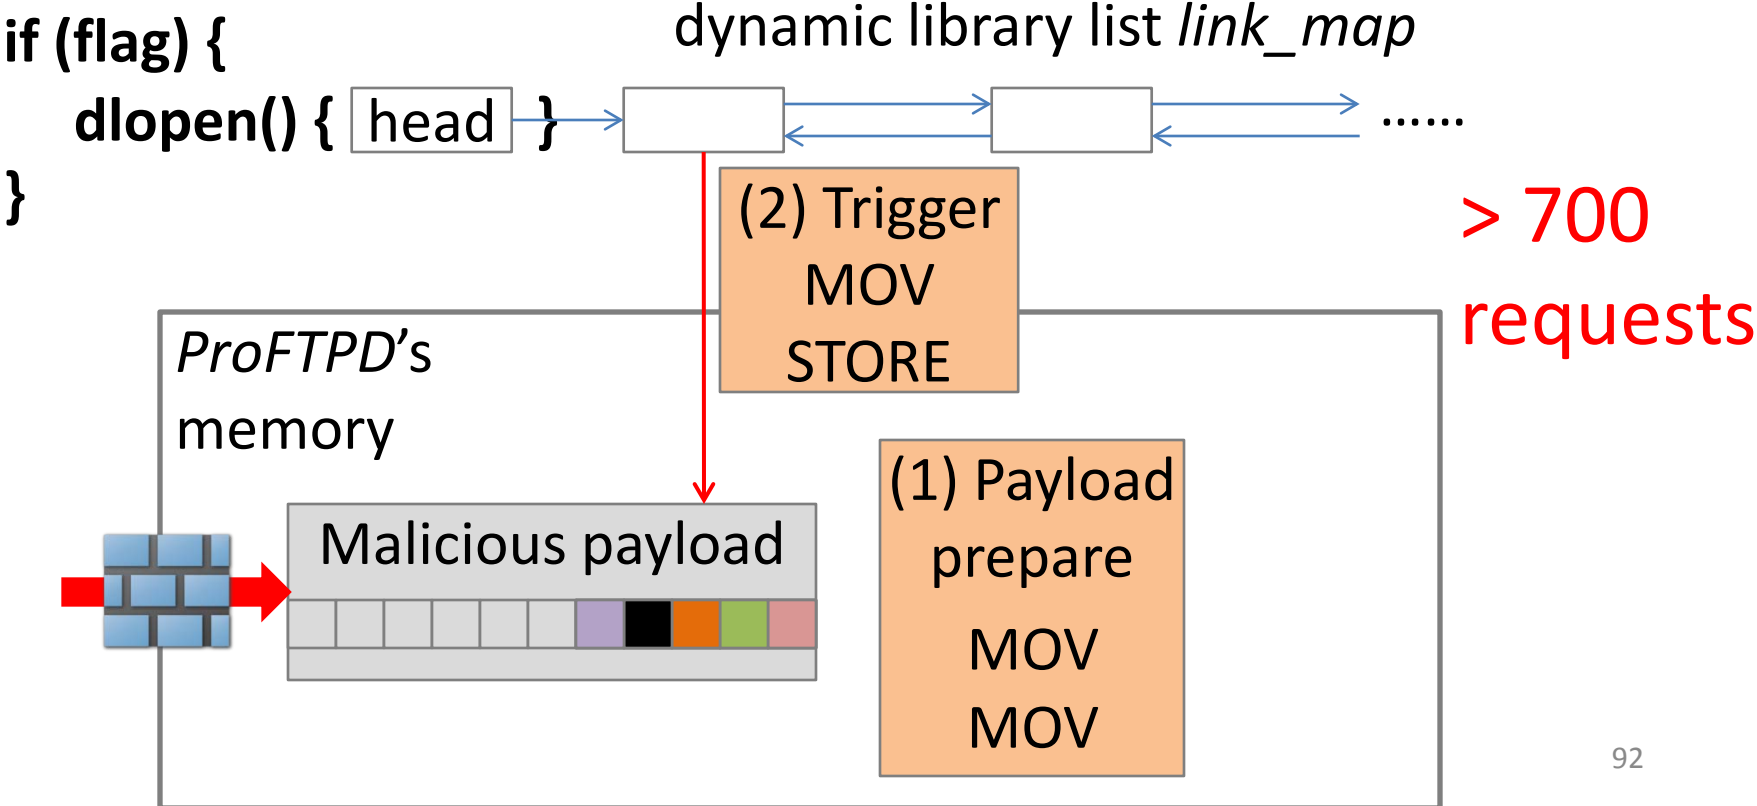 if (flag) {
dynamic library list link_map
dlopen() { head }
......
}
(2) Trigger
MOV
STORE
> 700
requests
ProFTPD's
memory
Malicious payload
(1) Payload
prepare
MOV
MOV
92